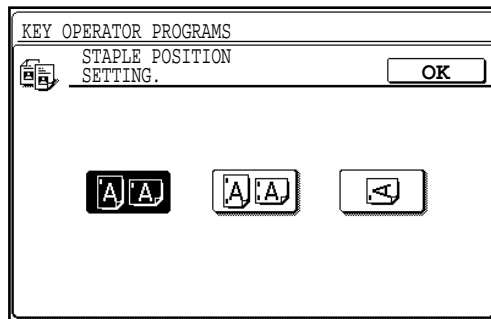 KEY OPERATOR PROGRAMS
STAPLE POSITION
SETTING.
OK
A A
A A
A